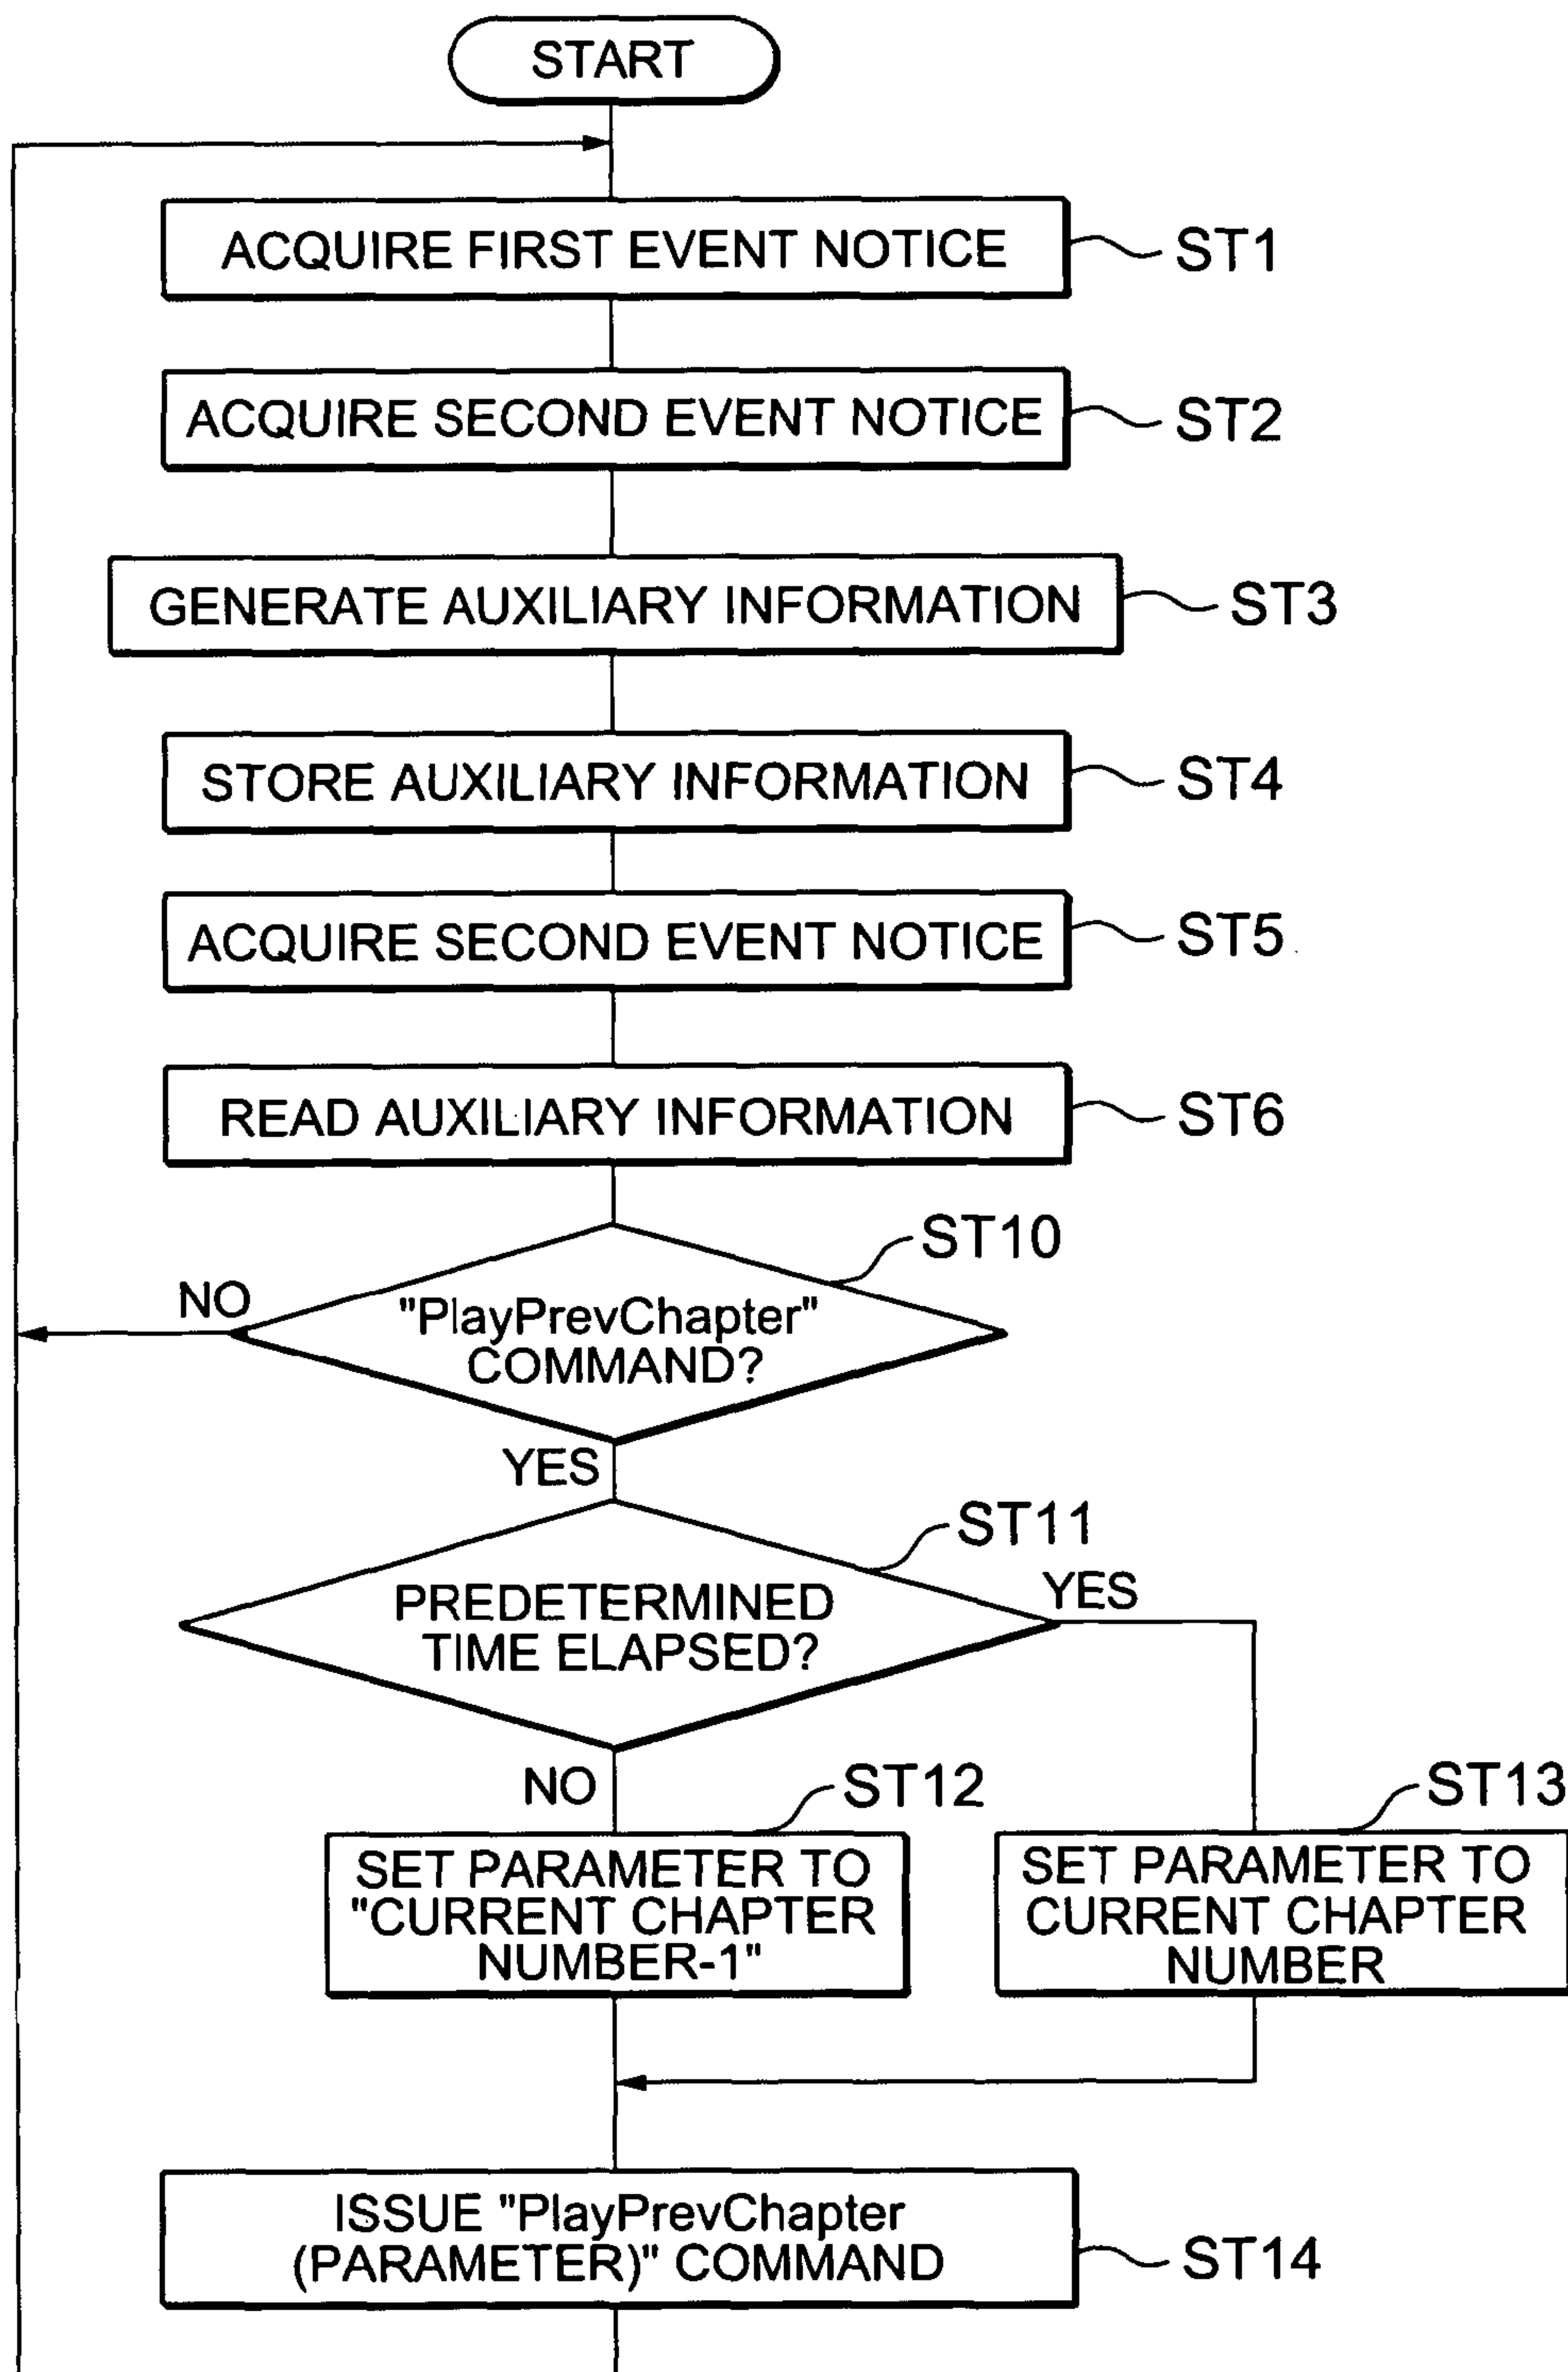 START
ACQUIRE FIRST EVENT NOTICE
ST1
ACQUIRE SECOND EVENT NOTICE
ST2
GENERATE AUXILIARY INFORMATION
ST3
STORE AUXILIARY INFORMATION
ST4
ACQUIRE SECOND EVENT NOTICE
ST5
READ AUXILIARY INFORMATION
ST6
ST10
NO
"PlayPrevChapter"
COMMAND?
YES
ST11
PREDETERMINED
TIME ELAPSED?
YES
NO
ST12
SET PARAMETER TO
"CURRENT CHAPTER
NUMBER-1"
ST13
SET PARAMETER TO
CURRENT CHAPTER
NUMBER
ISSUE "PlayPrevChapter
(PARAMETER)" COMMAND
ST14